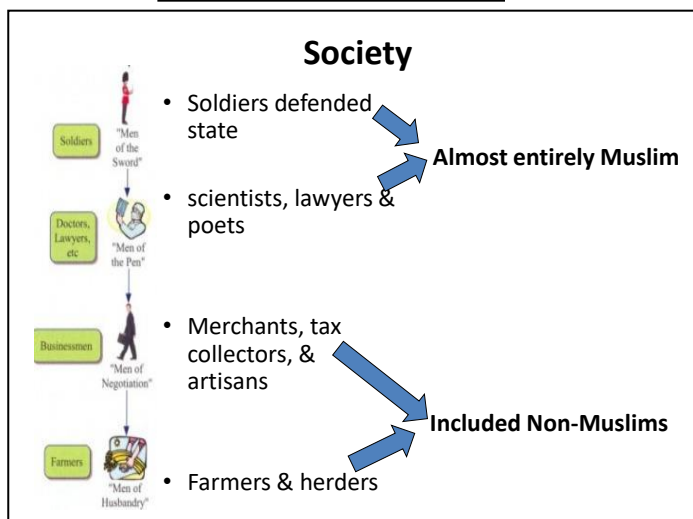 Society
Soldiers
"Men
of the
Sword"
• Soldiers defended
state
Almost entirely Muslim
Doctors,
Lawyers,
etc
"Men of
the Pen"
• scientists, lawyers &
poets
Businessmen
"Men of
Negotiation"
• Merchants, tax
collectors, &
artisans
Included Non-Muslims
Farmers
"Men of
Husbandry"
• Farmers & herders